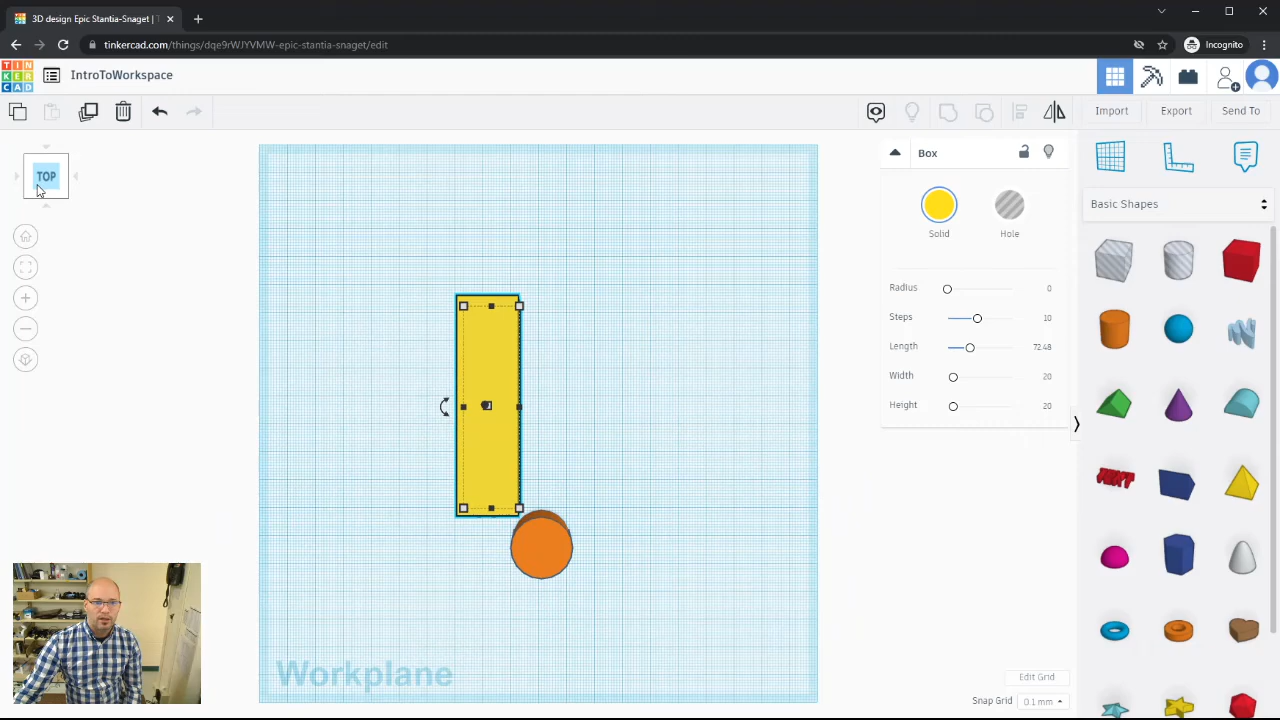 3D design Epic Stantia-Snaget | T
tinkercad.com/things/dqe9rWJYVMW-epic-stantia-snaget/edit
Incognito
TIN
KER
CAD
IntroToWorkspace
Import
Export
Send To
TOP
Box
Solid
Hole
Radius 0
Steps 10
Length 72.48
Width 20
Height 20
Basic Shapes
TEXT
Workplane
Edit Grid
Snap Grid 0.1 mm